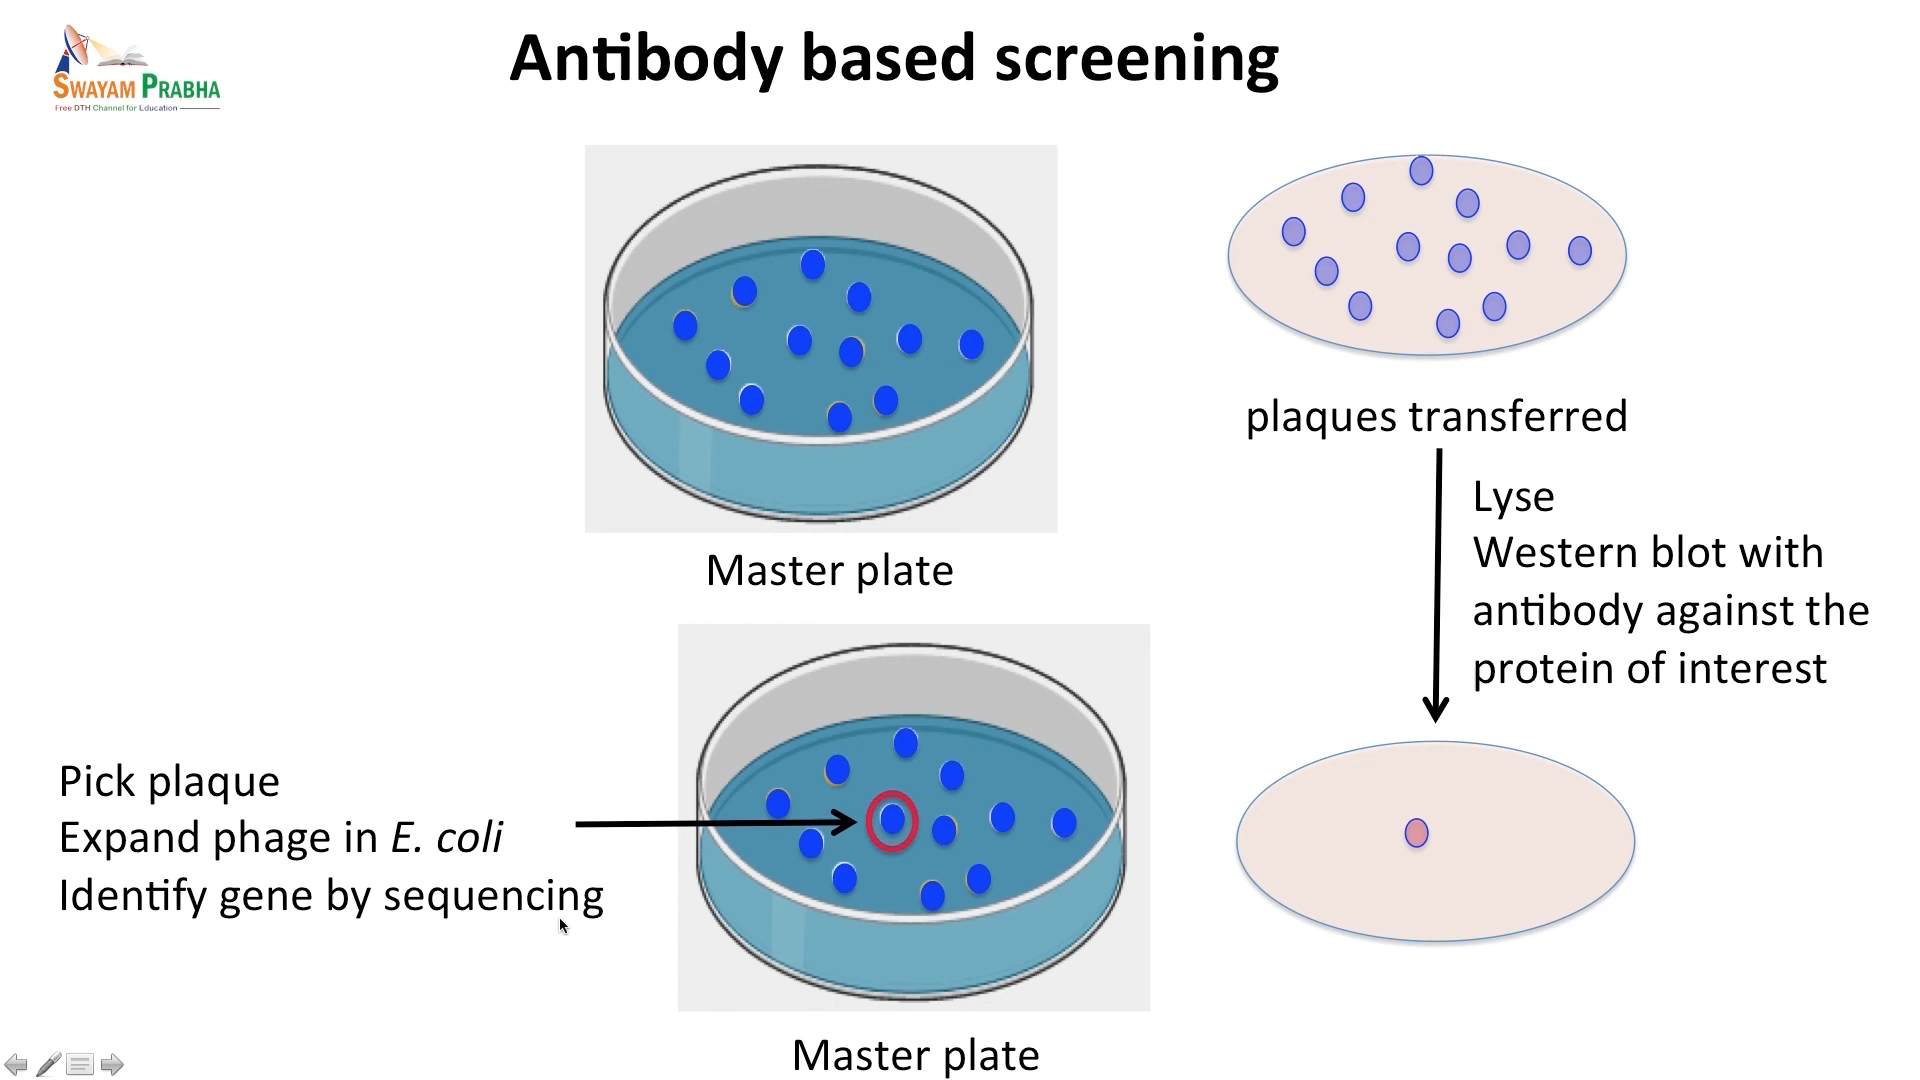 SWAYAM PRABHA
Free DTH Channel for Education
Antibody based screening
Master plate
plaques transferred
Lyse
Western blot with
antibody against the
protein of interest
Pick plaque
Expand phage in E. coli
Identify gene by sequencing
Master plate